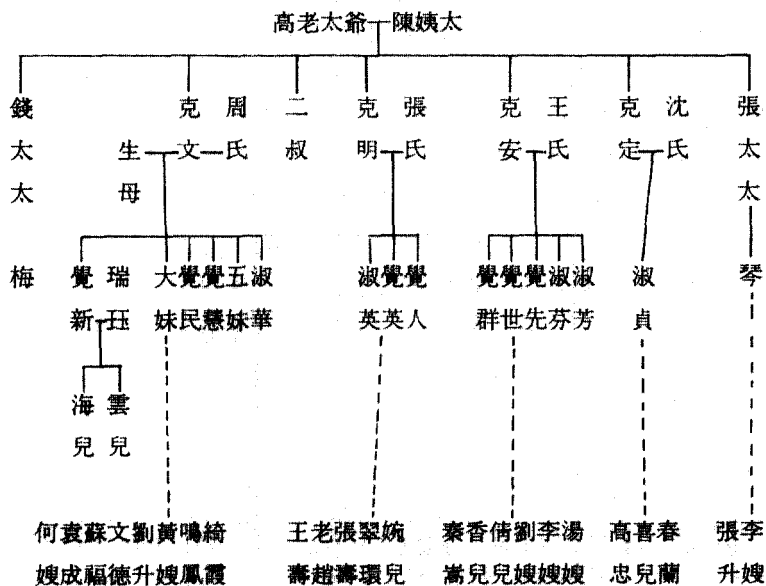 高老太爺 陳姨太
錢太太 克文 周氏 二叔 克明 張氏 克安 王氏 克定 沈氏 張太太
生母
梅 覺新 瑞珏 大妹 覺民 覺慧 五妹 淑華 淑英 覺英 覺人 覺群 覺世 覺先 淑芬 淑芳 淑貞 琴
海兒 雲兒
何嫂 袁成 蘇福 文德 劉升 黃嫂 鳴鳳 綺霞 王壽 老趙 張壽 翠環 婉兒 秦嵩 香兒 倩兒 劉嫂 李嫂 湯嫂 高忠 喜兒 春蘭 張升 李嫂